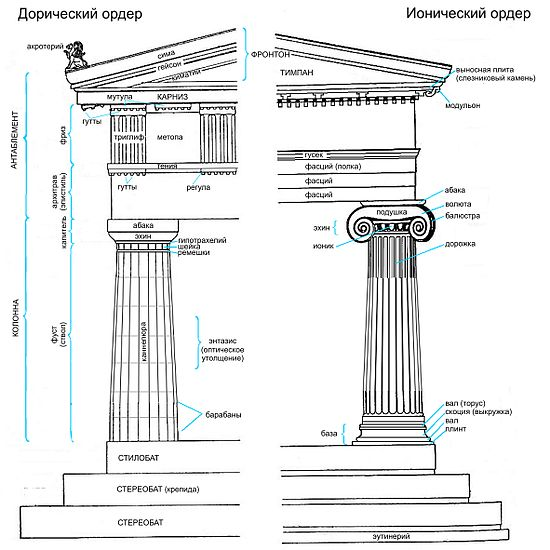 Дорический ордер
Ионический ордер
акротерий
сима
гейсон
киматий
ФРОНТОН
ТИМПАН
выносная плита
(слезниковый камень)
модульон
мутула
КАРНИЗ
гутты
триглиф
метопа
тения
гутты
регула
АНТАБЛЕМЕНТ
фриз
архитрав
(эпистиль)
гусек
фасций (полка)
фасций
фасций
абака
волюта
балюстра
подушка
эхин
ионик
дорожка
капитель
абака
эхин
гипотрахелий
шейка
ремешки
КОЛОННА
фуст
(ствол)
каннелюра
энтазис
(оптическое
утолщение)
барабаны
вал (торус)
скоция (выкружка)
вал
плинт
база
СТИЛОБАТ
СТЕРЕОБАТ (крепида)
СТЕРЕОБАТ
эутинерий